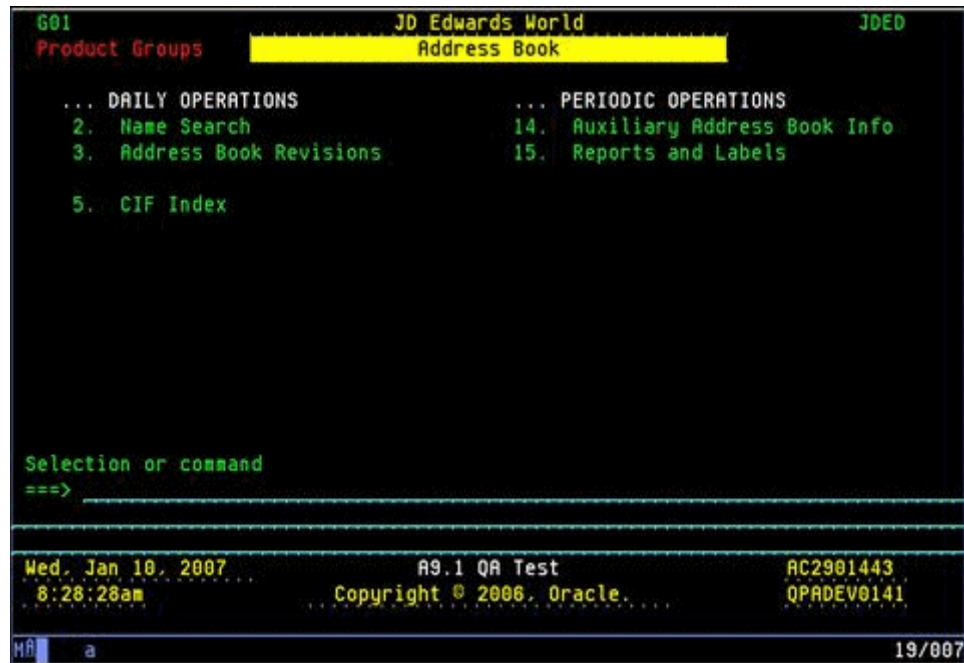 G01 JD Edwards World JDED
Product Groups Address Book
... DAILY OPERATIONS ... PERIODIC OPERATIONS
2. Name Search 14. Auxiliary Address Book Info
3. Address Book Revisions 15. Reports and Labels
5. CIF Index
Selection or command
===>
Wed, Jan 10, 2007 A9.1 QA Test AC2901443
8:28:28am Copyright © 2006, Oracle. QPADEV0141
MA a 19/007